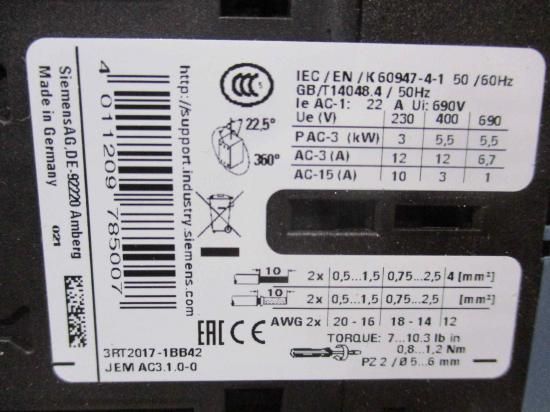 SiemensAG,DE-92220 Amberg
Made in Germany
021
4 011209 785007
http://support.industry.siemens.com
CCC S
22,5°
360°
IEC / EN / K 60947-4-1 50 /60Hz
GB/T14048.4 / 50Hz
Ie AC-1: 22 A Ui: 690V
Ue (V) 230 400 690
P AC-3 (kW) 3 5,5 5,5
AC-3 (A) 12 12 6,7
AC-15 (A) 10 3 1
10 2x 0,5...1,5 0,75...2,5 4 [mm²]
10 2x 0,5...1,5 0,75...2,5 [mm²]
AWG 2x 20 - 16 18 - 14 12
TORQUE: 7...10.3 lb in
0,8...1,2 Nm
PZ 2 / Ø 5...6 mm
EAC CE
3RT2017-1BB42
JEM AC3.1.0-0